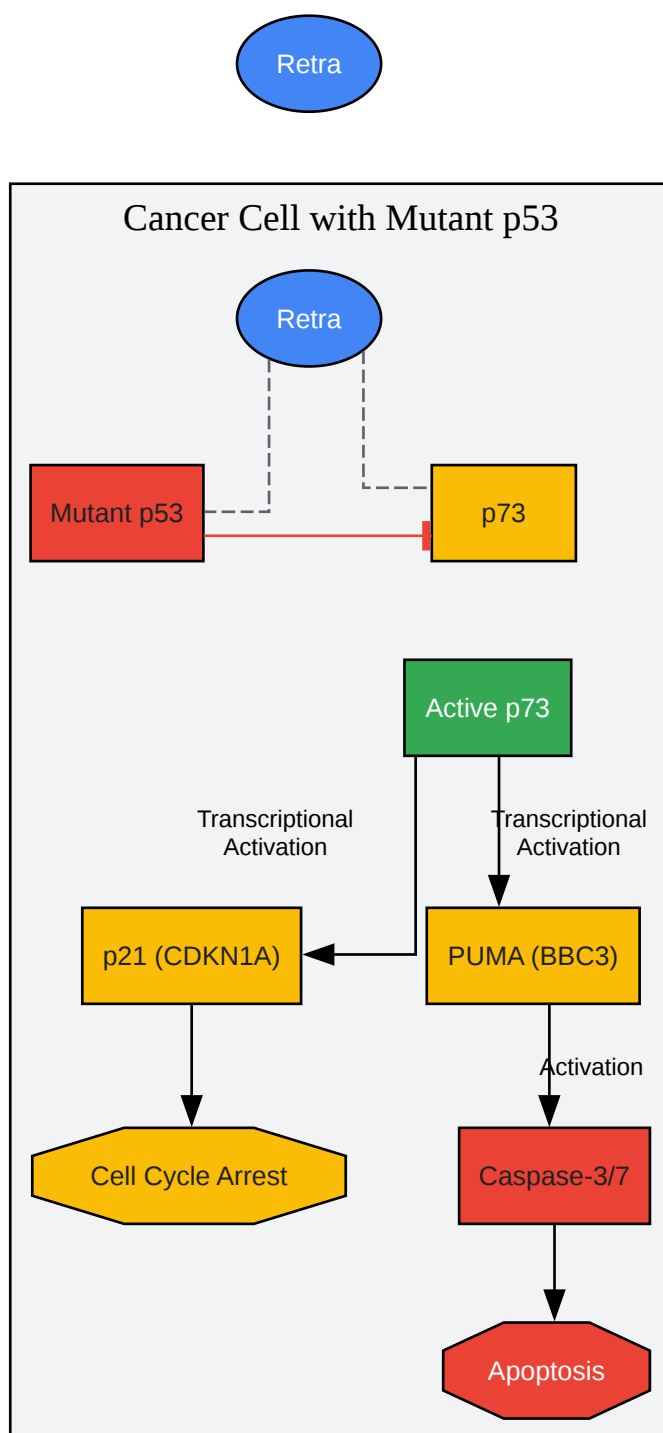 Retra
Cancer Cell with Mutant p53
Retra
Mutant p53
p73
Active p73
Transcriptional
Activation
Transcriptional
Activation
p21 (CDKN1A)
PUMA (BBC3)
Activation
Cell Cycle Arrest
Caspase-3/7
Apoptosis